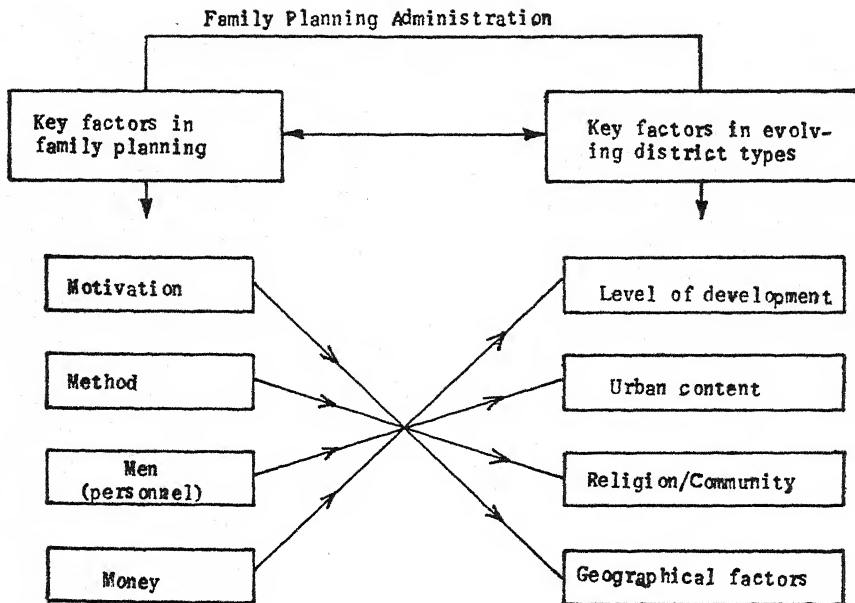 Family Planning Administration
Key factors in
family planning
Key factors in evolv-
ing district types
Motivation
Level of development
Method
Urban content
Men
(personnel)
Religion/Community
Money
Geographical factors